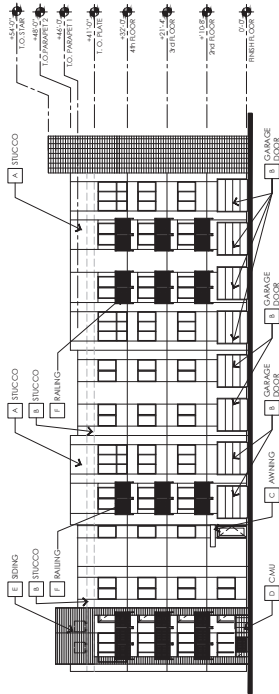 +54'-0"
T.O. STAIR
+48'-0"
T.O. PARAPET 2
+46'-0"
T.O. PARAPET 1
+41'-0"
T. O. PLATE
+32'-0"
4th FLOOR
+21'-4"
3rd FLOOR
+10'-8"
2nd FLOOR
0'-0"
FINISH FLOOR
E SIDING
B STUCCO
F RAILING
A STUCCO
B STUCCO
F RAILING
A STUCCO
D CMU
C AWNING
B GARAGE
DOOR
B GARAGE
DOOR
B GARAGE
DOOR